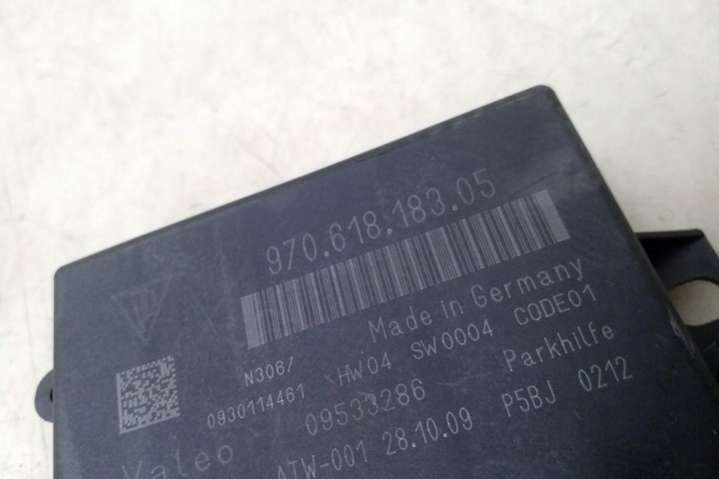 970.618.183.05
Made in Germany
N306/ HW04 SW0004 CODE01
0930114461 09533286 Parkhilfe
Valeo ATW-001 28.10.09 P5BJ 0212